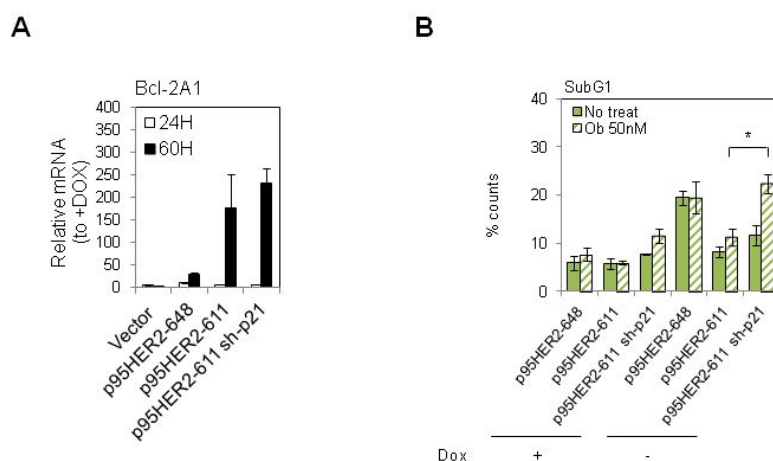 A
Bcl-2A1
400
350
300
250
200
150
100
50
0
Relative mRNA
(to +DOX)
24H
60H
Vector
p95HER2-648
p95HER2-611
p95HER2-611 sh-p21
B
SubG1
40
30
20
10
0
% counts
No treat
Ob 50nM
*
p95HER2-648
p95HER2-611
p95HER2-611 sh-p21
p95HER2-648
p95HER2-611
p95HER2-611 sh-p21
Dox + -